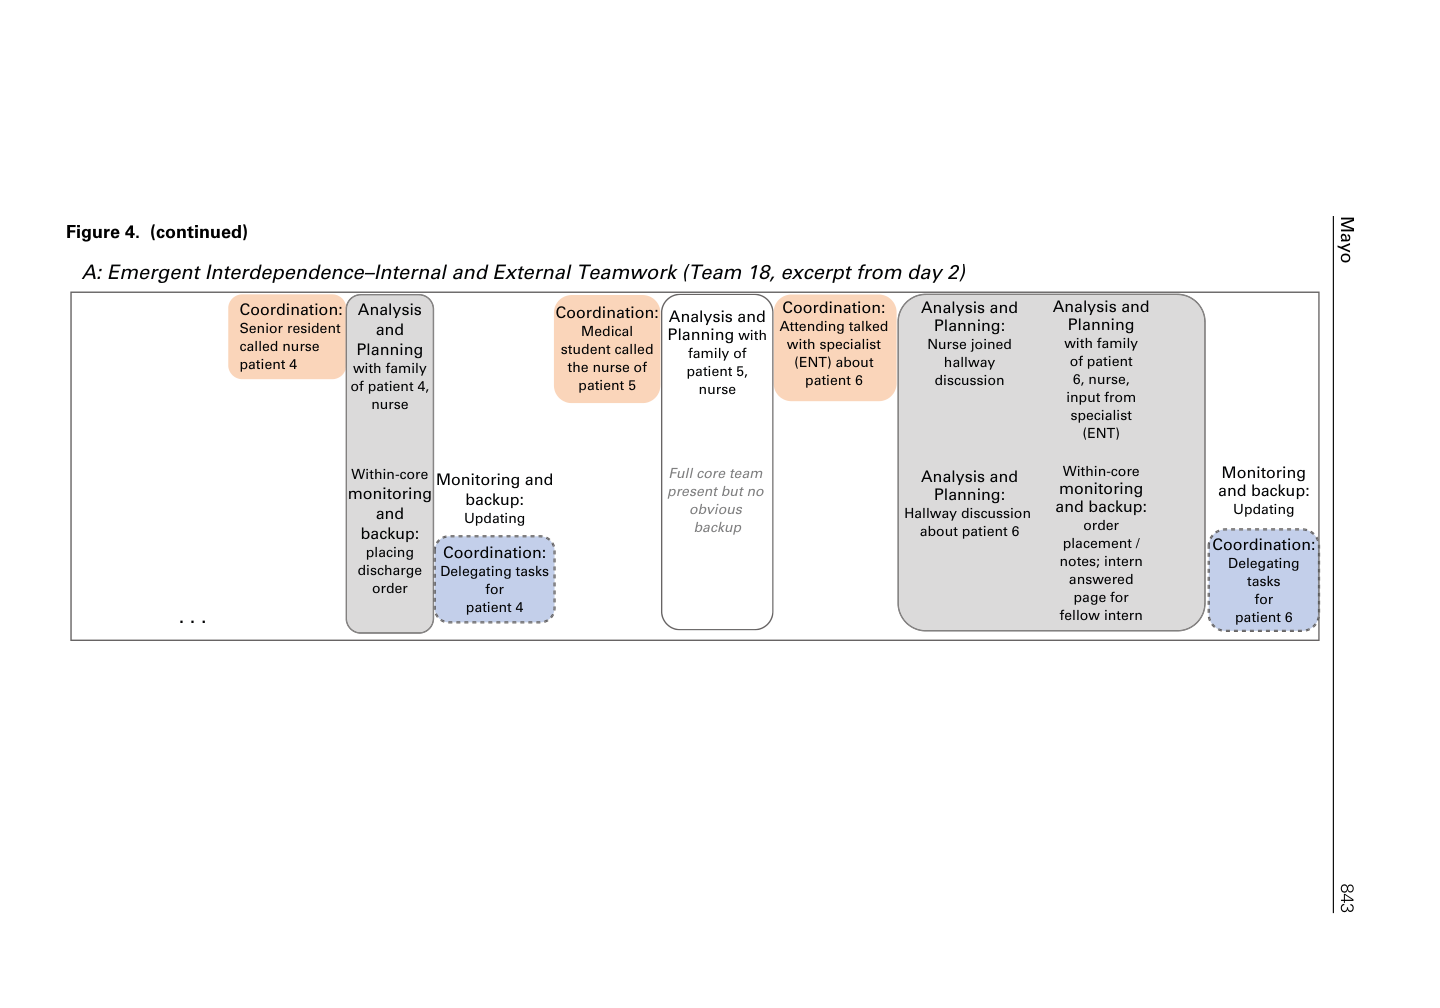 Figure 4. (continued)
A: Emergent Interdependence–Internal and External Teamwork (Team 18, excerpt from day 2)
. . .
Coordination:
Senior resident
called nurse
patient 4
Analysis
and
Planning
with family
of patient 4,
nurse
Within-core
monitoring
and
backup:
placing
discharge
order
Monitoring and
backup:
Updating
Coordination:
Delegating tasks
for
patient 4
Coordination:
Medical
student called
the nurse of
patient 5
Analysis and
Planning with
family of
patient 5,
nurse
Full core team
present but no
obvious
backup
Coordination:
Attending talked
with specialist
(ENT) about
patient 6
Analysis and
Planning:
Nurse joined
hallway
discussion
Analysis and
Planning:
Hallway discussion
about patient 6
Analysis and
Planning
with family
of patient
6, nurse,
input from
specialist
(ENT)
Within-core
monitoring
and backup:
order
placement /
notes; intern
answered
page for
fellow intern
Monitoring
and backup:
Updating
Coordination:
Delegating
tasks
for
patient 6
Mayo
843